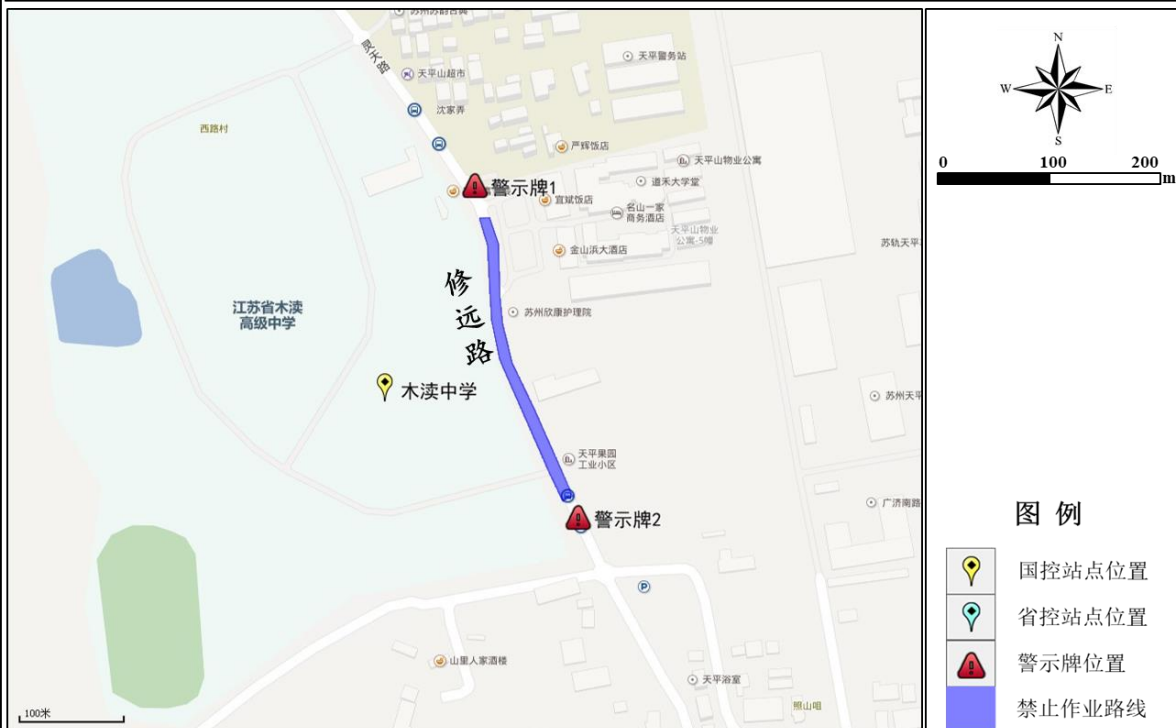 灵天路
天平山超市
沈家弄
天平警务站
西路村
严辉饭店
天平山物业公寓
道禾大学堂
警示牌1
宜斌饭店
名山一家
商务酒店
天平山物业
公寓-5幢
金山浜大酒店
苏轨天平
修远路
苏州欣康护理院
江苏省木渎
高级中学
木渎中学
苏州天平
天平果园
工业小区
广济南路
警示牌2
P
山里人家酒楼
天平浴室
照山咀
100米
N
W
E
S
0
100
200
m
图 例
国控站点位置
省控站点位置
警示牌位置
禁止作业路线